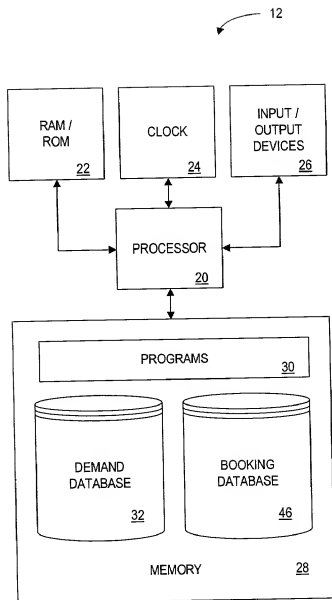 12
RAM /
ROM
22
CLOCK
24
INPUT /
OUTPUT
DEVICES
26
PROCESSOR
20
PROGRAMS
30
DEMAND
DATABASE
32
BOOKING
DATABASE
46
MEMORY
28